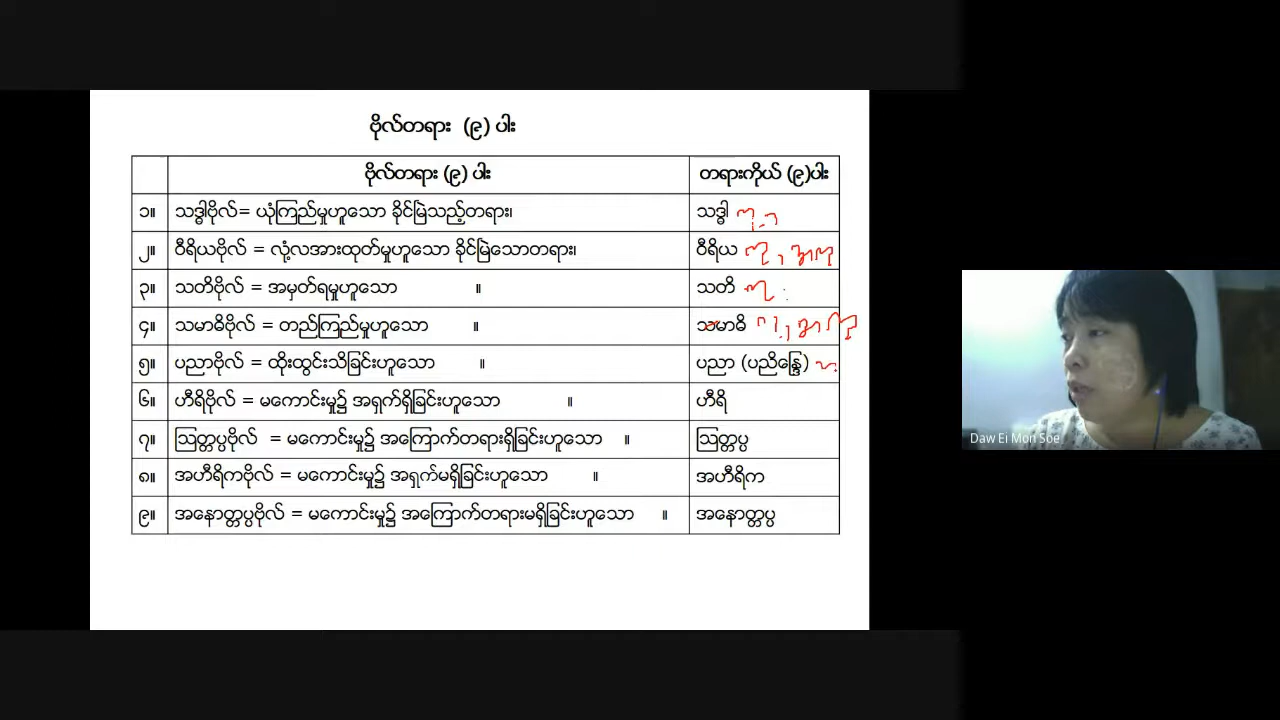 ဗိုလ်တရား (၉) ပါး
ဗိုလ်တရား (၉) ပါး တရားကိုယ် (၉)ပါး
၁။ သဒ္ဓါဗိုလ်= ယုံကြည်မှုဟူသော ခိုင်မြဲသည့်တရား၊ သဒ္ဓါ
၂။ ဝီရိယဗိုလ် = လုံ့လအားထုတ်မှုဟူသော ခိုင်မြဲသောတရား၊ ဝီရိယ
၃။ သတိဗိုလ် = အမှတ်ရမှုဟူသော ။ သတိ
၄။ သမာဓိဗိုလ် = တည်ကြည်မှုဟူသော ။ သမာဓိ
၅။ ပညာဗိုလ် = ထိုးထွင်းသိခြင်းဟူသော ။ ပညာ (ပညိန္ဒြေ)
၆။ ဟီရိဗိုလ် = မကောင်းမှု၌ အရှက်ရှိခြင်းဟူသော ။ ဟီရိ
၇။ ဩတ္တပ္ပဗိုလ် = မကောင်းမှု၌ အကြောက်တရားရှိခြင်းဟူသော ။ ဩတ္တပ္ပ
၈။ အဟီရိကဗိုလ် = မကောင်းမှု၌ အရှက်မရှိခြင်းဟူသော ။ အဟီရိက
၉။ အနောတ္တပ္ပဗိုလ် = မကောင်းမှု၌ အကြောက်တရားမရှိခြင်းဟူသော ။ အနောတ္တပ္ပ
Daw Ei Mon Soe